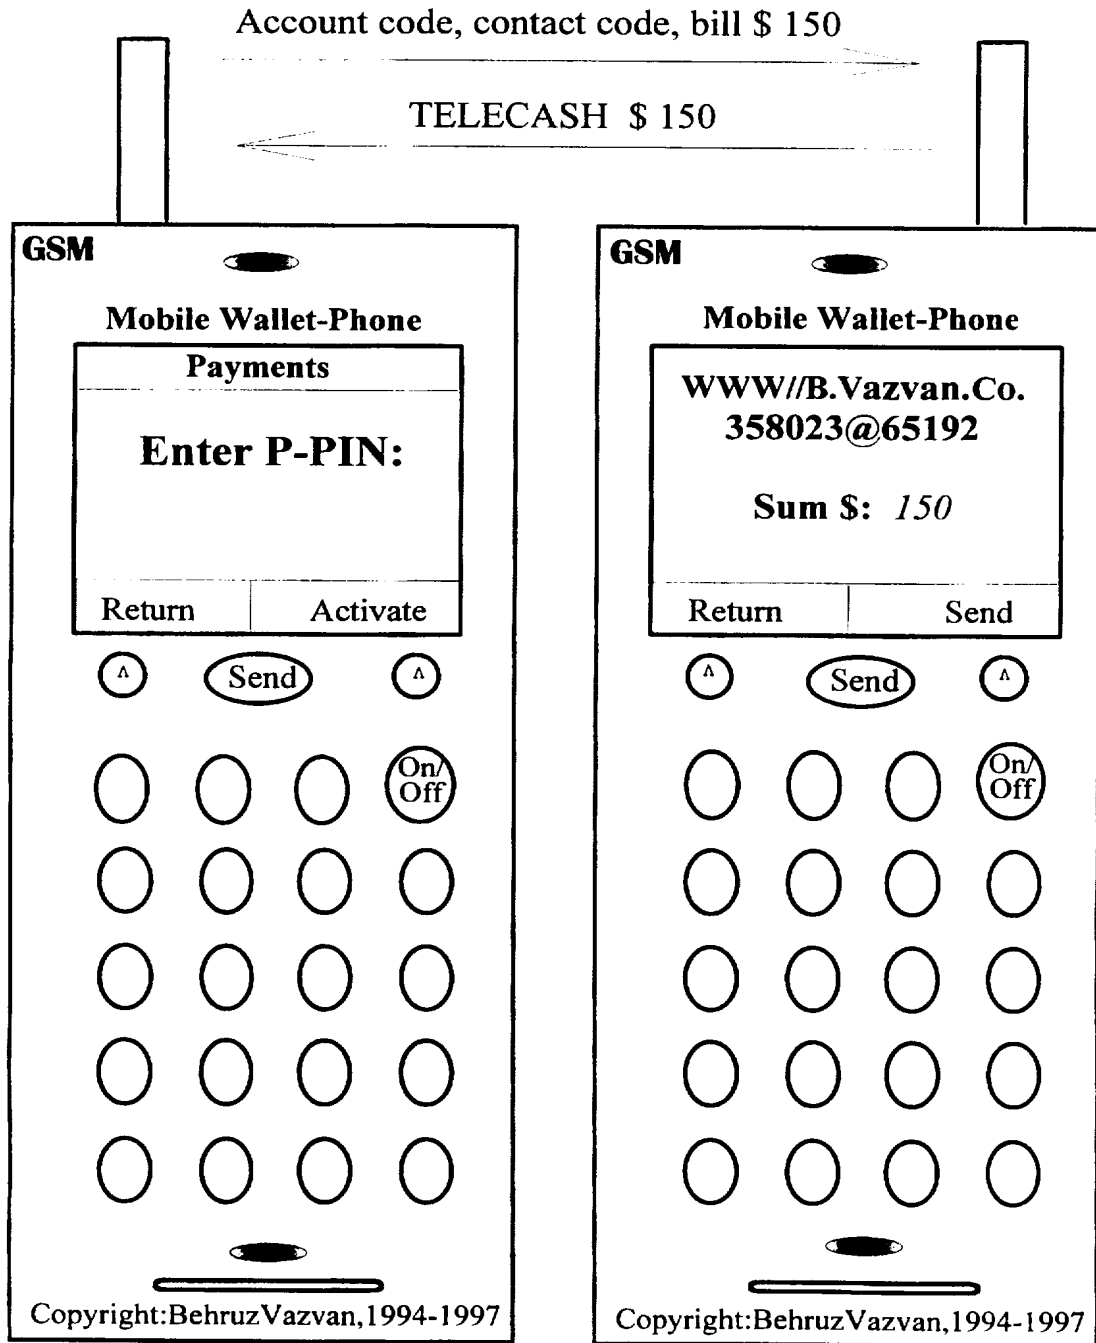 Account code, contact code, bill $ 150
TELECASH $ 150
GSM
Mobile Wallet-Phone
Payments
Enter P-PIN:
Return Activate
^ Send ^
On/
Off
Copyright:BehruzVazvan,1994-1997
GSM
Mobile Wallet-Phone
WWW//B.Vazvan.Co.
358023@65192
Sum $: 150
Return Send
^ Send ^
On/
Off
Copyright:BehruzVazvan,1994-1997